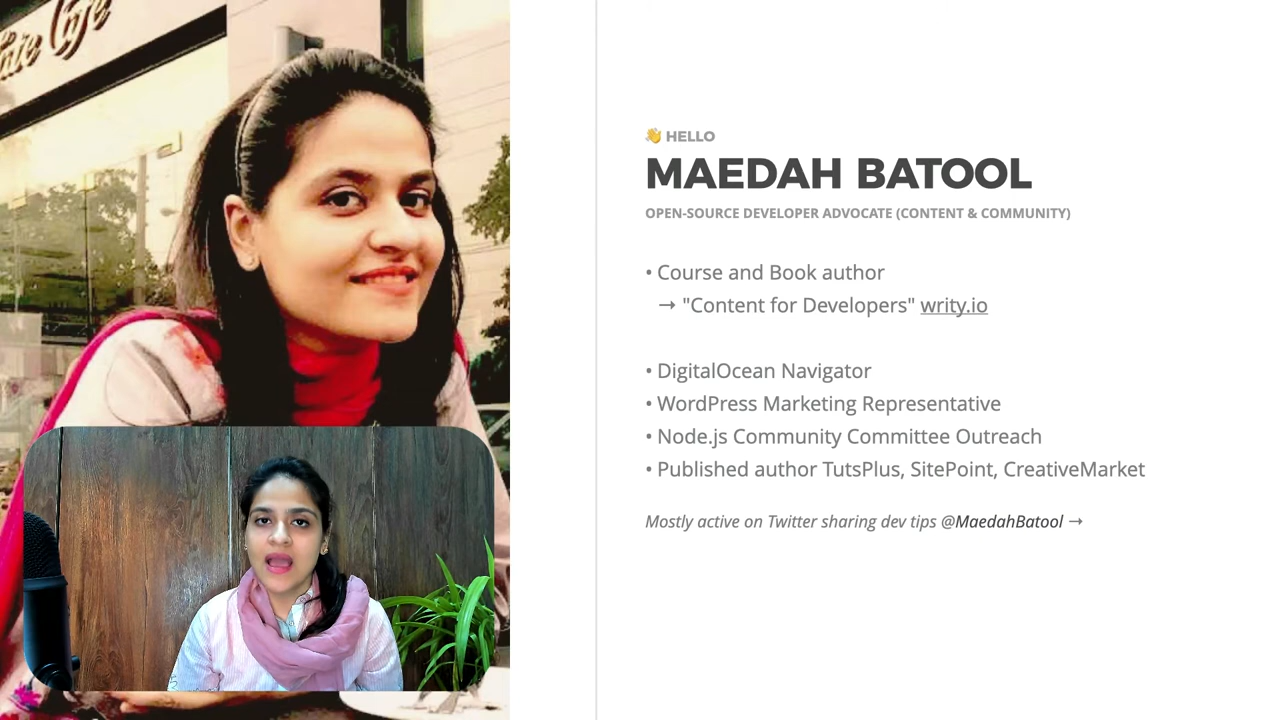 👋 HELLO
MAEDAH BATOOL
OPEN-SOURCE DEVELOPER ADVOCATE (CONTENT & COMMUNITY)
• Course and Book author
→ "Content for Developers" writy.io
• DigitalOcean Navigator
• WordPress Marketing Representative
• Node.js Community Committee Outreach
• Published author TutsPlus, SitePoint, CreativeMarket
Mostly active on Twitter sharing dev tips @MaedahBatool →